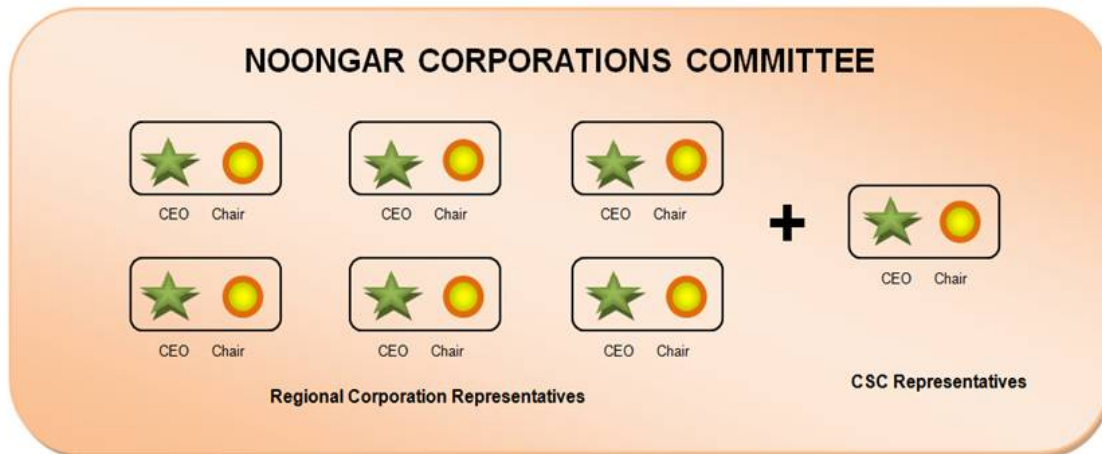 NOONGAR CORPORATIONS COMMITTEE
CEO Chair
CEO Chair
CEO Chair
CEO Chair
CEO Chair
CEO Chair
CEO Chair
Regional Corporation Representatives
CSC Representatives